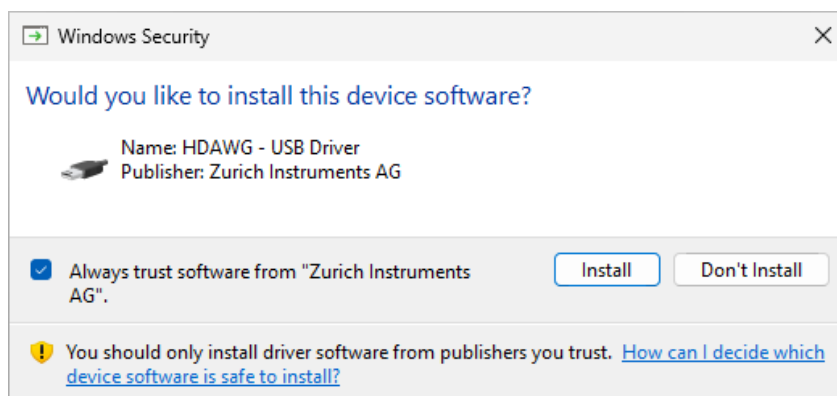 Windows Security
Would you like to install this device software?
Name: HDAWG - USB Driver
Publisher: Zurich Instruments AG
Always trust software from "Zurich Instruments
AG".
Install
Don't Install
You should only install driver software from publishers you trust. How can I decide which
device software is safe to install?